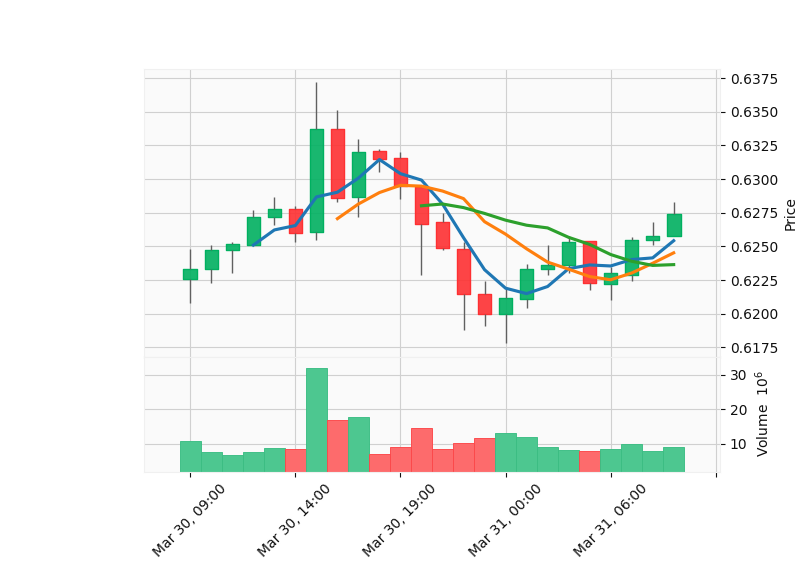 0.6375
0.6350
0.6325
0.6300
0.6275
0.6250
0.6225
0.6200
0.6175
Price
30
20
10
Volume 10⁶
Mar 30, 09:00
Mar 30, 14:00
Mar 30, 19:00
Mar 31, 00:00
Mar 31, 06:00